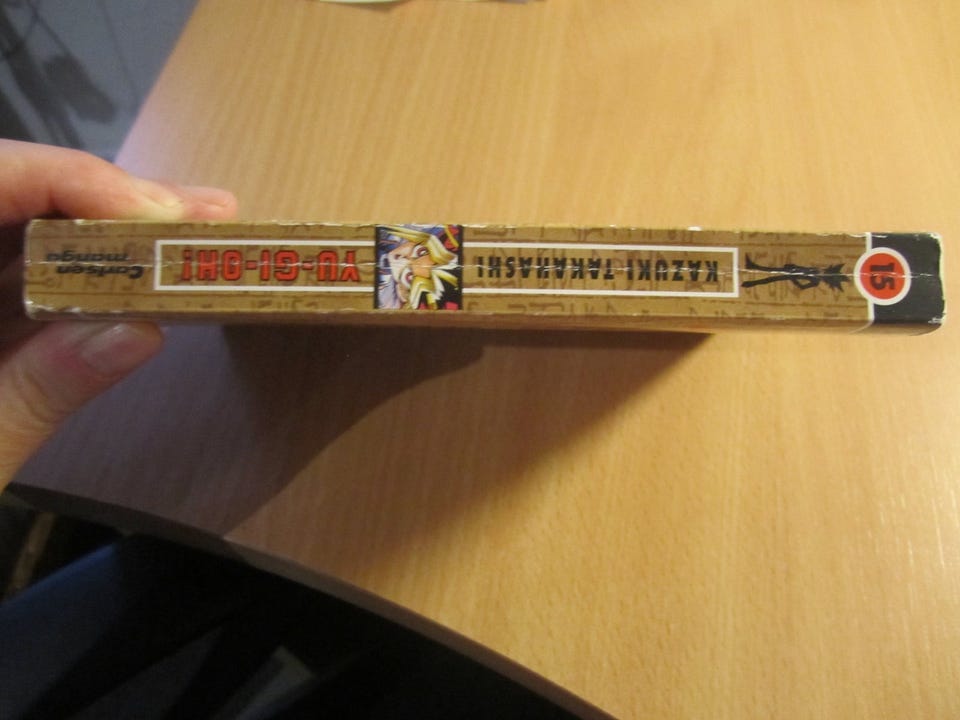 15
KAZUKI TAKAHASHI
YU-GI-OH!
Carlsen
manga